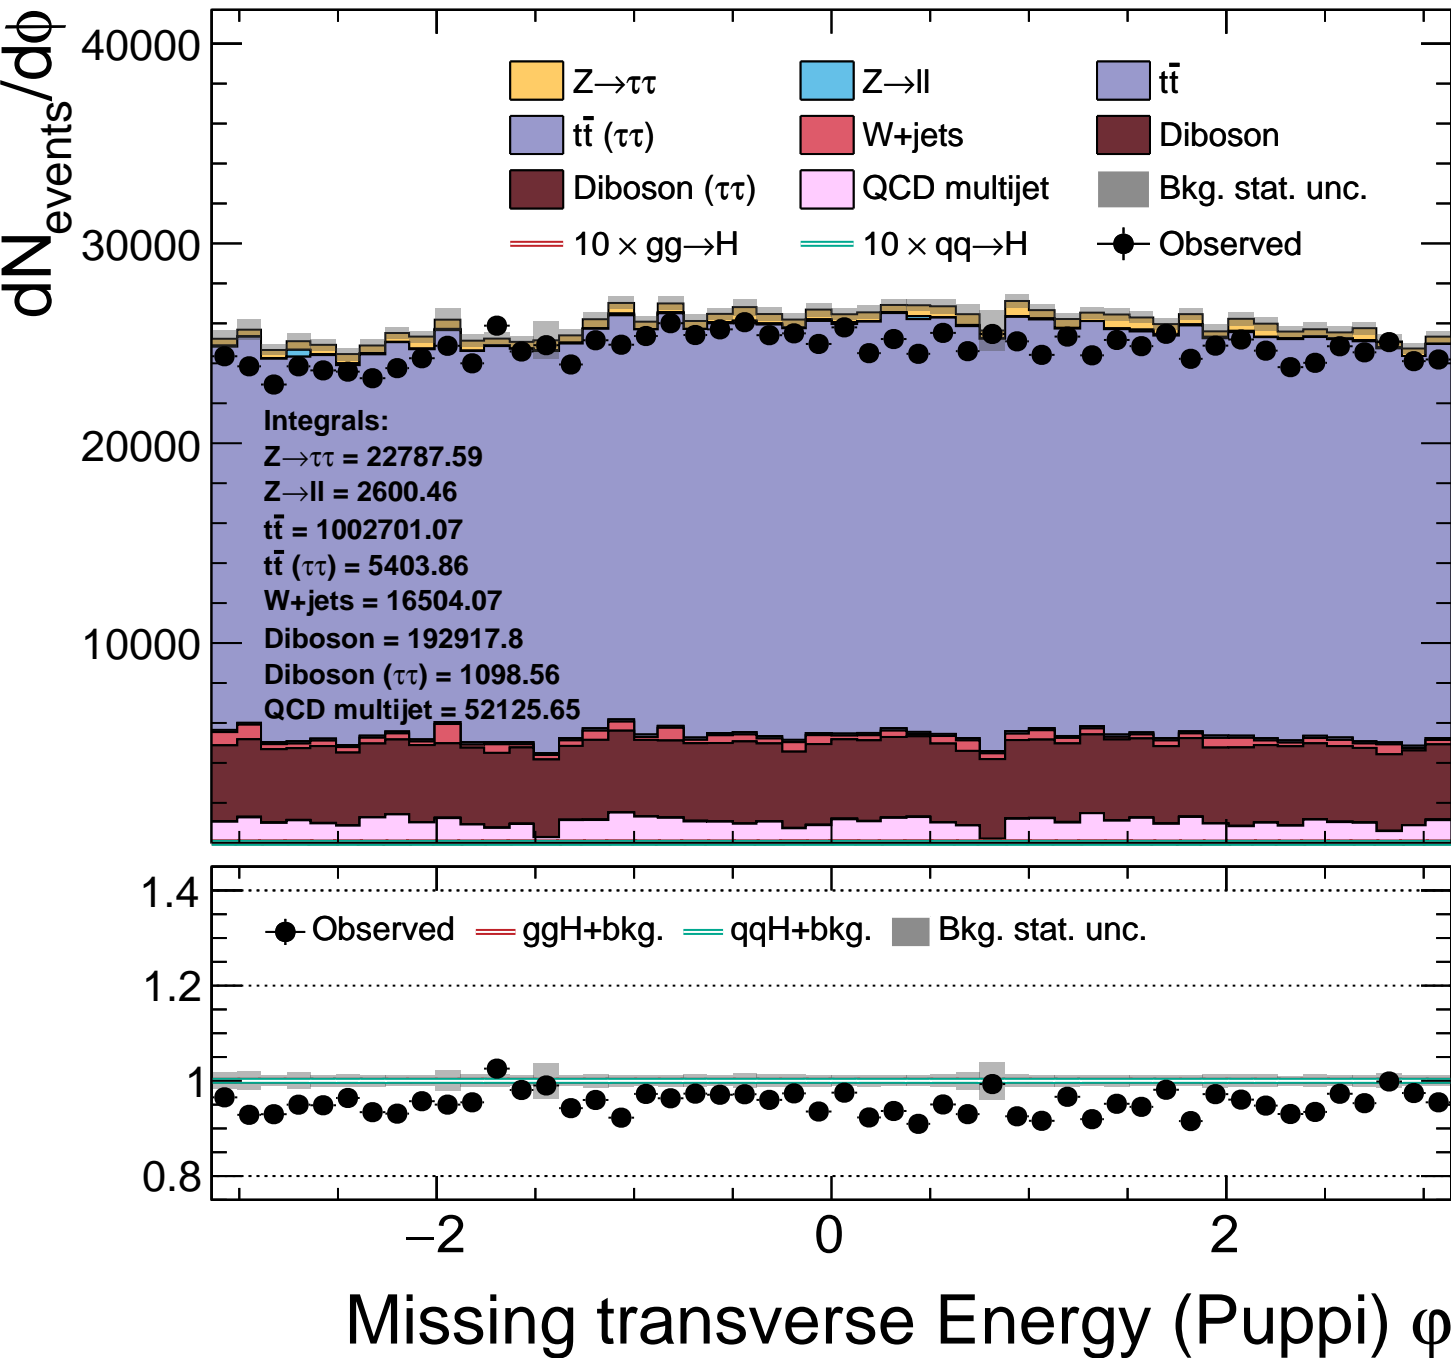 dN_events/dϕ
40000
30000
20000
10000
Z→ττ Z→ll tt̄
tt̄ (ττ) W+jets Diboson
Diboson (ττ) QCD multijet Bkg. stat. unc.
10 × gg→H 10 × qq→H Observed
Integrals:
Z→ττ = 22787.59
Z→ll = 2600.46
tt̄ = 1002701.07
tt̄ (ττ) = 5403.86
W+jets = 16504.07
Diboson = 192917.8
Diboson (ττ) = 1098.56
QCD multijet = 52125.65
1.4
1.2
1
0.8
Observed ggH+bkg. qqH+bkg. Bkg. stat. unc.
−2 0 2
Missing transverse Energy (Puppi) φ